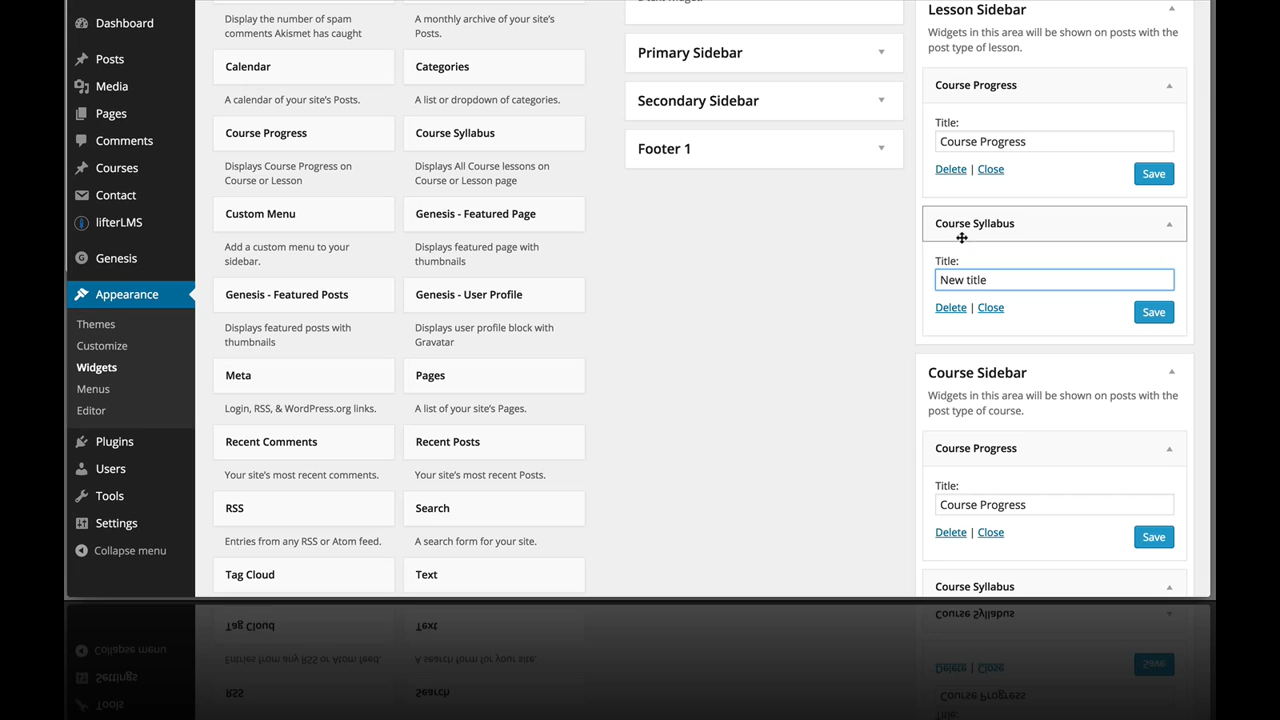 Dashboard
Posts
Media
Pages
Comments
Courses
Contact
lifterLMS
Genesis
Appearance
Themes
Customize
Widgets
Menus
Editor
Plugins
Users
Tools
Settings
Collapse menu
Display the number of spam
comments Akismet has caught
A monthly archive of your site's
Posts.
Calendar
Categories
A calendar of your site's Posts.
A list or dropdown of categories.
Course Progress
Course Syllabus
Displays Course Progress on
Course or Lesson
Displays All Course lessons on
Course or Lesson page
Custom Menu
Genesis - Featured Page
Add a custom menu to your
sidebar.
Displays featured page with
thumbnails
Genesis - Featured Posts
Genesis - User Profile
Displays featured posts with
thumbnails
Displays user profile block with
Gravatar
Meta
Pages
Login, RSS, & WordPress.org links.
A list of your site's Pages.
Recent Comments
Recent Posts
Your site's most recent comments.
Your site's most recent Posts.
RSS
Search
Entries from any RSS or Atom feed.
A search form for your site.
Tag Cloud
Text
Primary Sidebar
Secondary Sidebar
Footer 1
Lesson Sidebar
Widgets in this area will be shown on posts with the
post type of lesson.
Course Progress
Title:
Course Progress
Delete | Close
Save
Course Syllabus
Title:
New title
Delete | Close
Save
Course Sidebar
Widgets in this area will be shown on posts with the
post type of course.
Course Progress
Title:
Course Progress
Delete | Close
Save
Course Syllabus